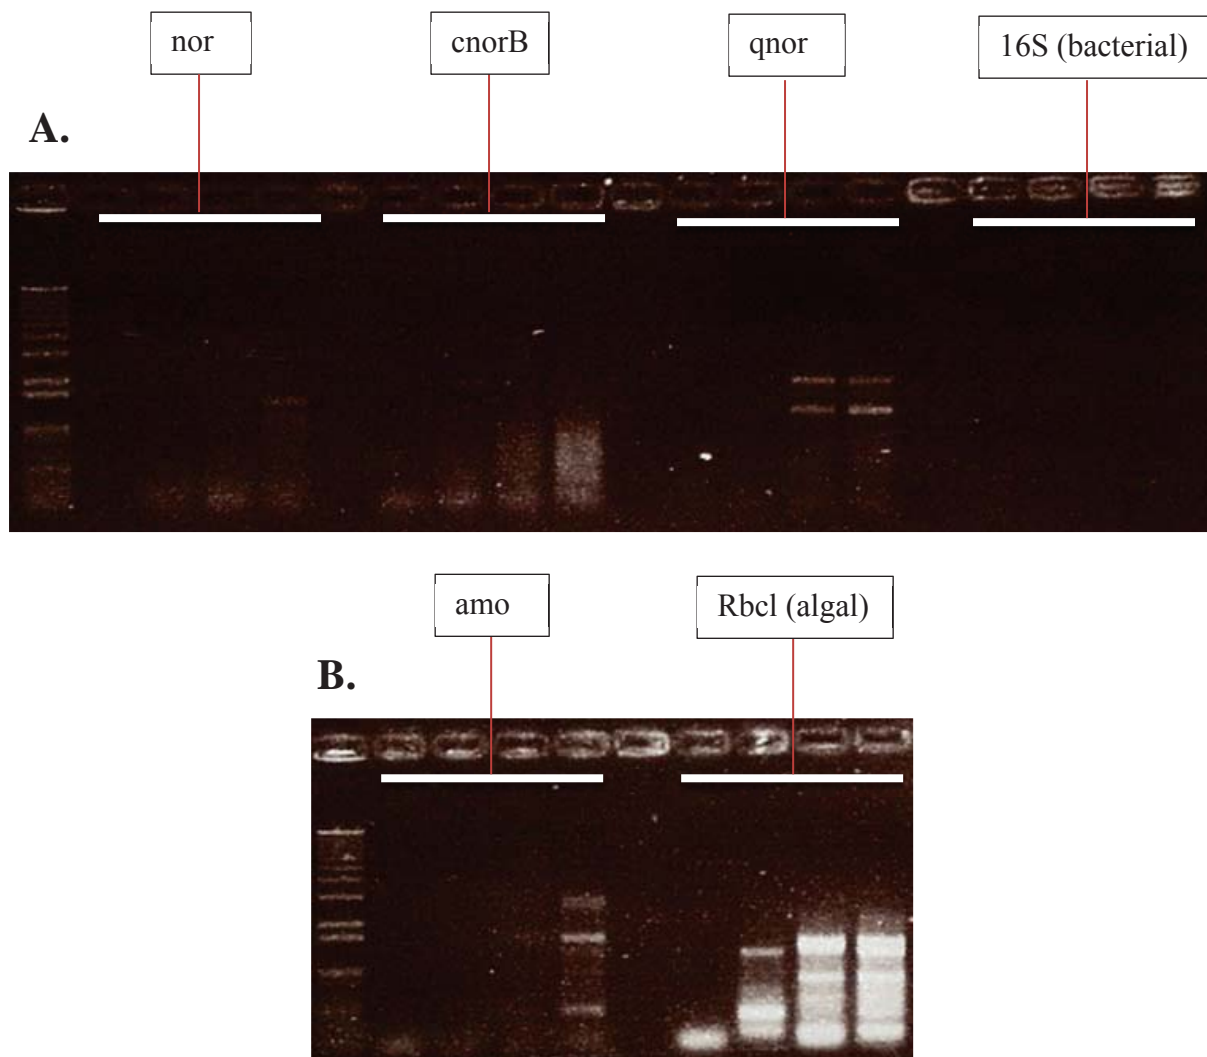 nor
cnorB
qnor
16S (bacterial)
A.
amo
Rbcl (algal)
B.